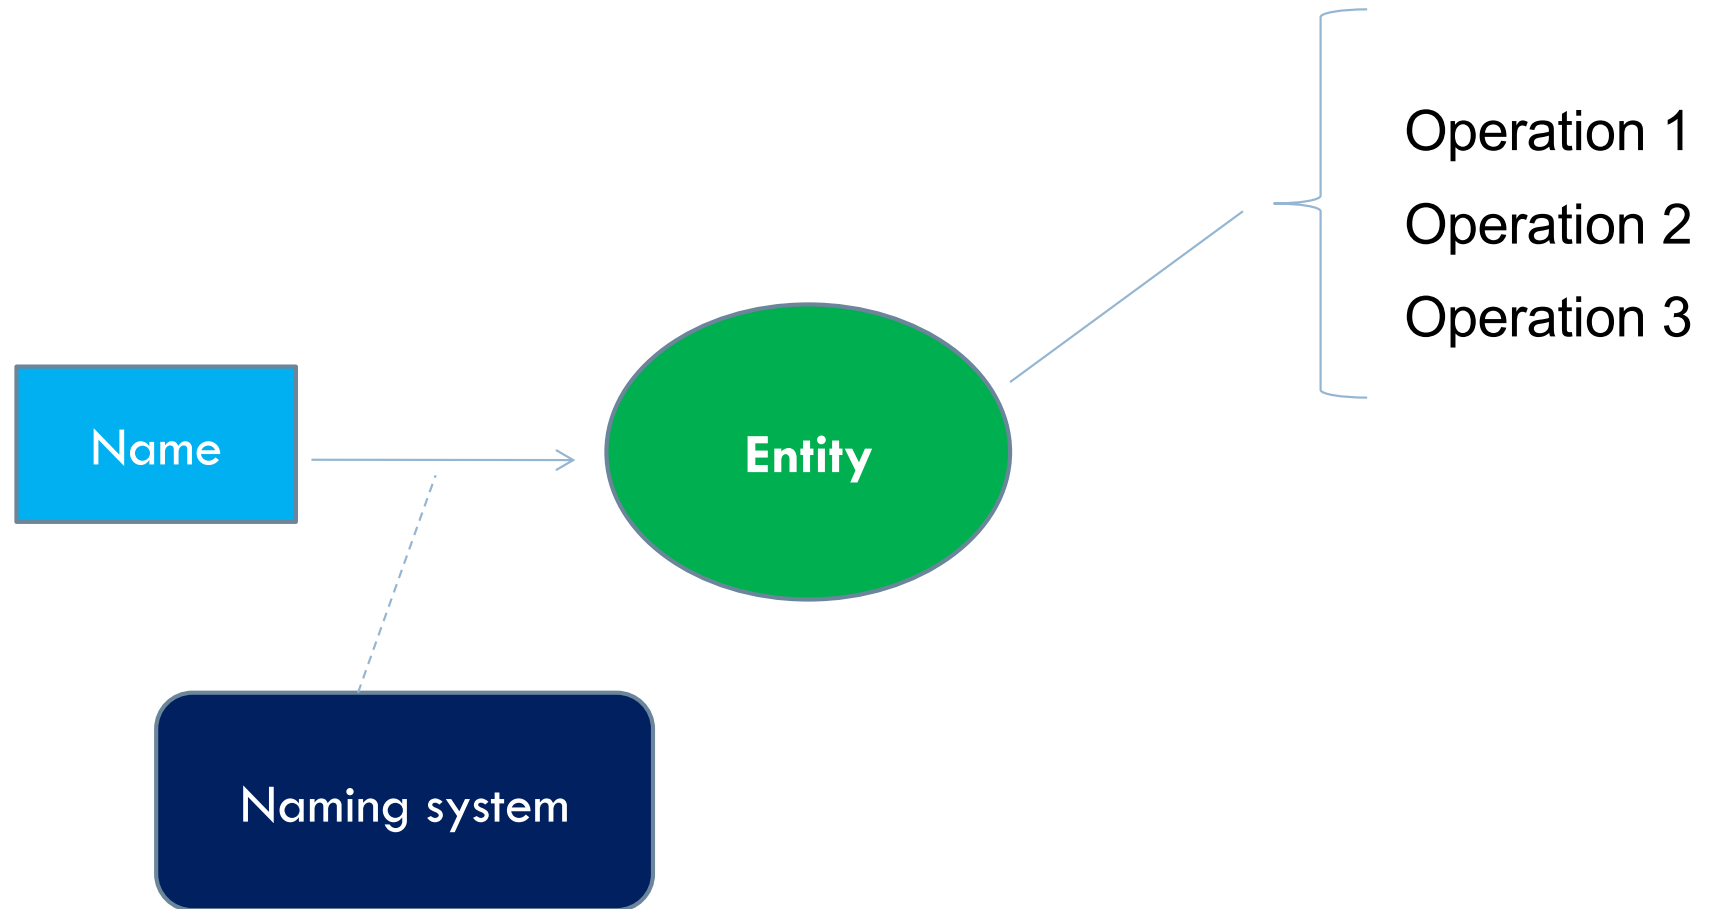 Operation 1
Operation 2
Operation 3
Name
Entity
Naming system